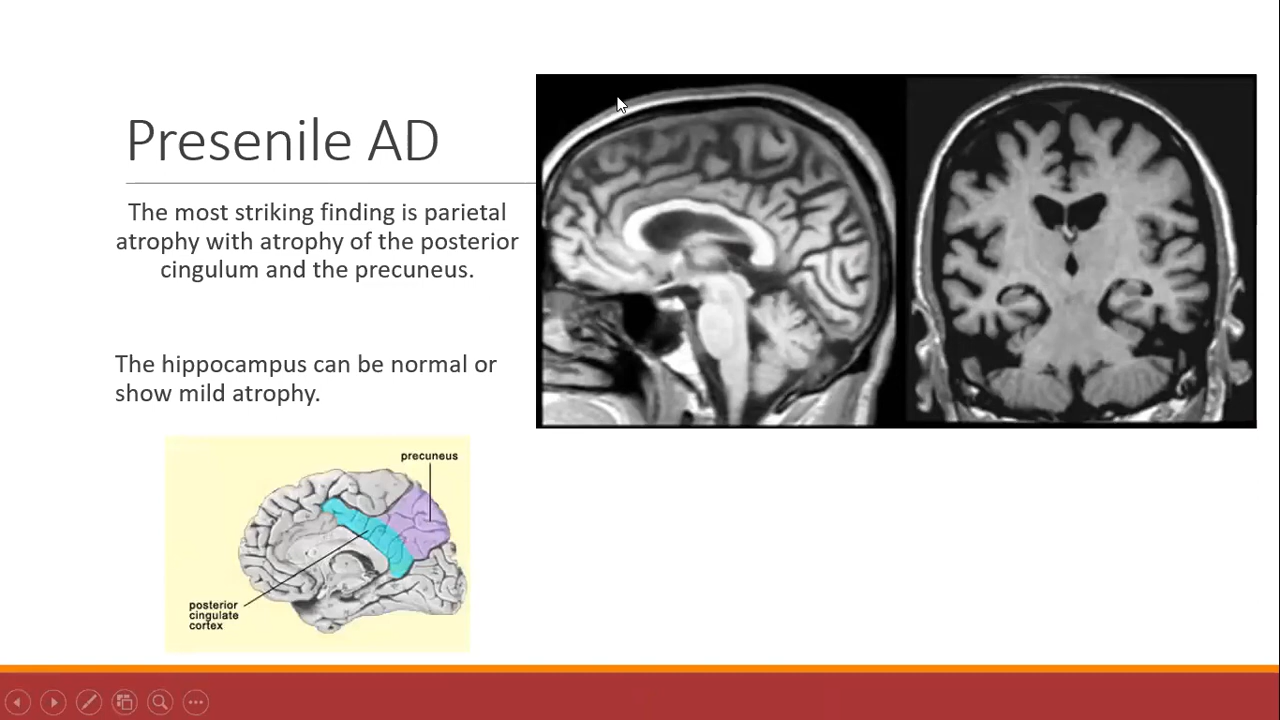 Presenile AD
The most striking finding is parietal
atrophy with atrophy of the posterior
cingulum and the precuneus.
The hippocampus can be normal or
show mild atrophy.
precuneus
posterior
cingulate
cortex